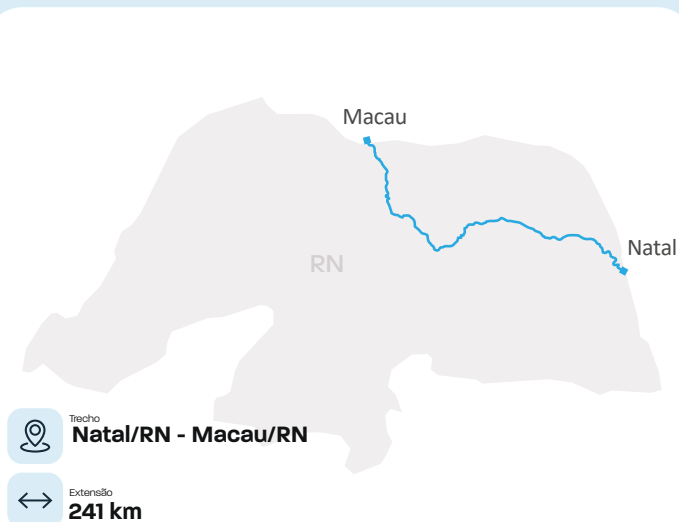 Macau
Natal
RN
Trecho
Natal/RN - Macau/RN
Extensão
241 km